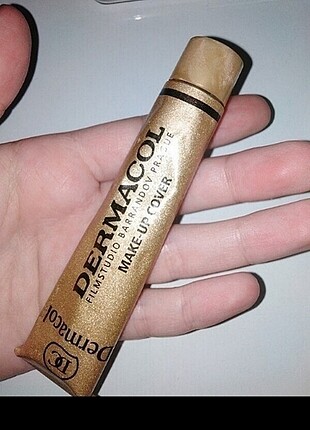 DERMACOL
FILMSTUDIO BARRANDOV PRAGUE
MAKE-UP COVER
DC
Dermacol